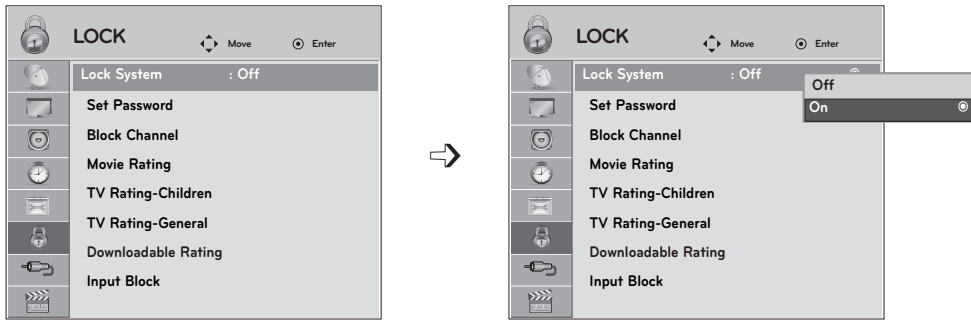 LOCK
Move
Enter
Lock System : Off
Set Password
Block Channel
Movie Rating
TV Rating-Children
TV Rating-General
Downloadable Rating
Input Block
LOCK
Move
Enter
Lock System : Off
Off
On
Set Password
Block Channel
Movie Rating
TV Rating-Children
TV Rating-General
Downloadable Rating
Input Block